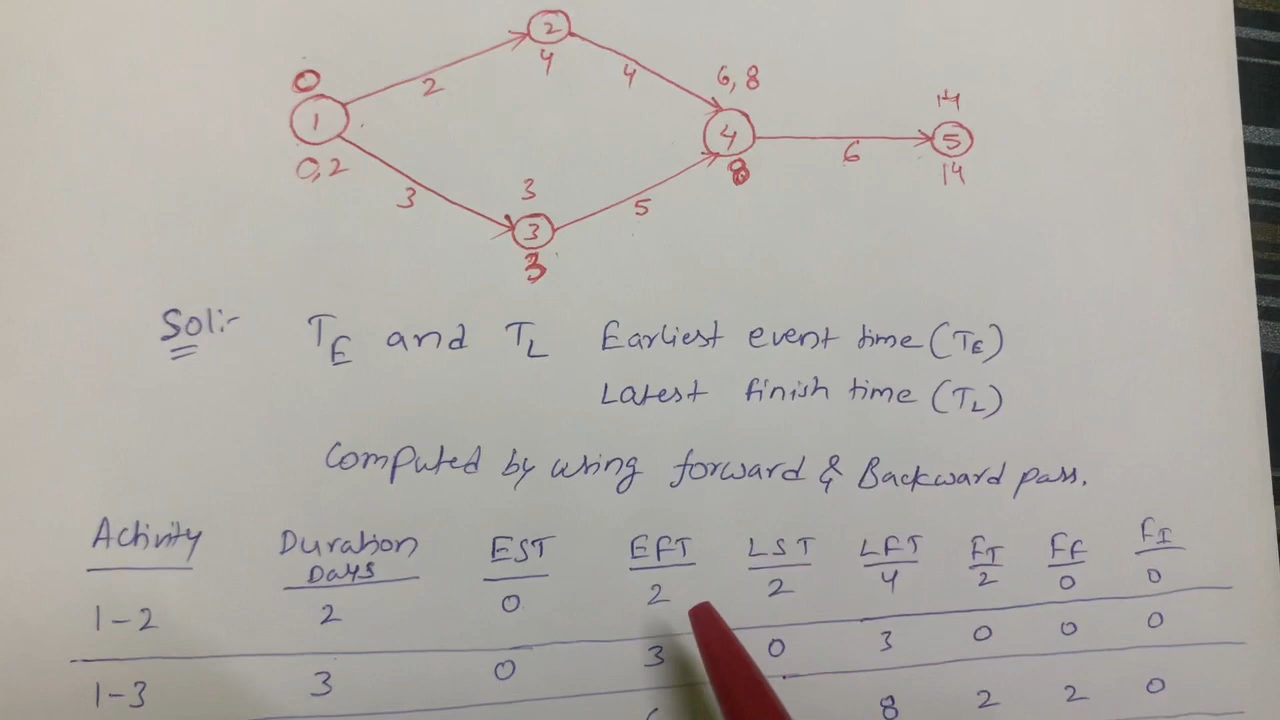 2
0 4 6, 8 14
2 4
1 4 5
0, 2 6
3 3 5 8 14
3
3
Sol:- TE and TL Earliest event time (TE)
Latest finish time (TL)
Computed by using forward & Backward pass.
Activity Duration Days EST EFT LST LFT FT FF FI
1-2 2 0 2 2 4 2 0 0
1-3 3 0 3 0 3 0 0 0
8 2 2 0